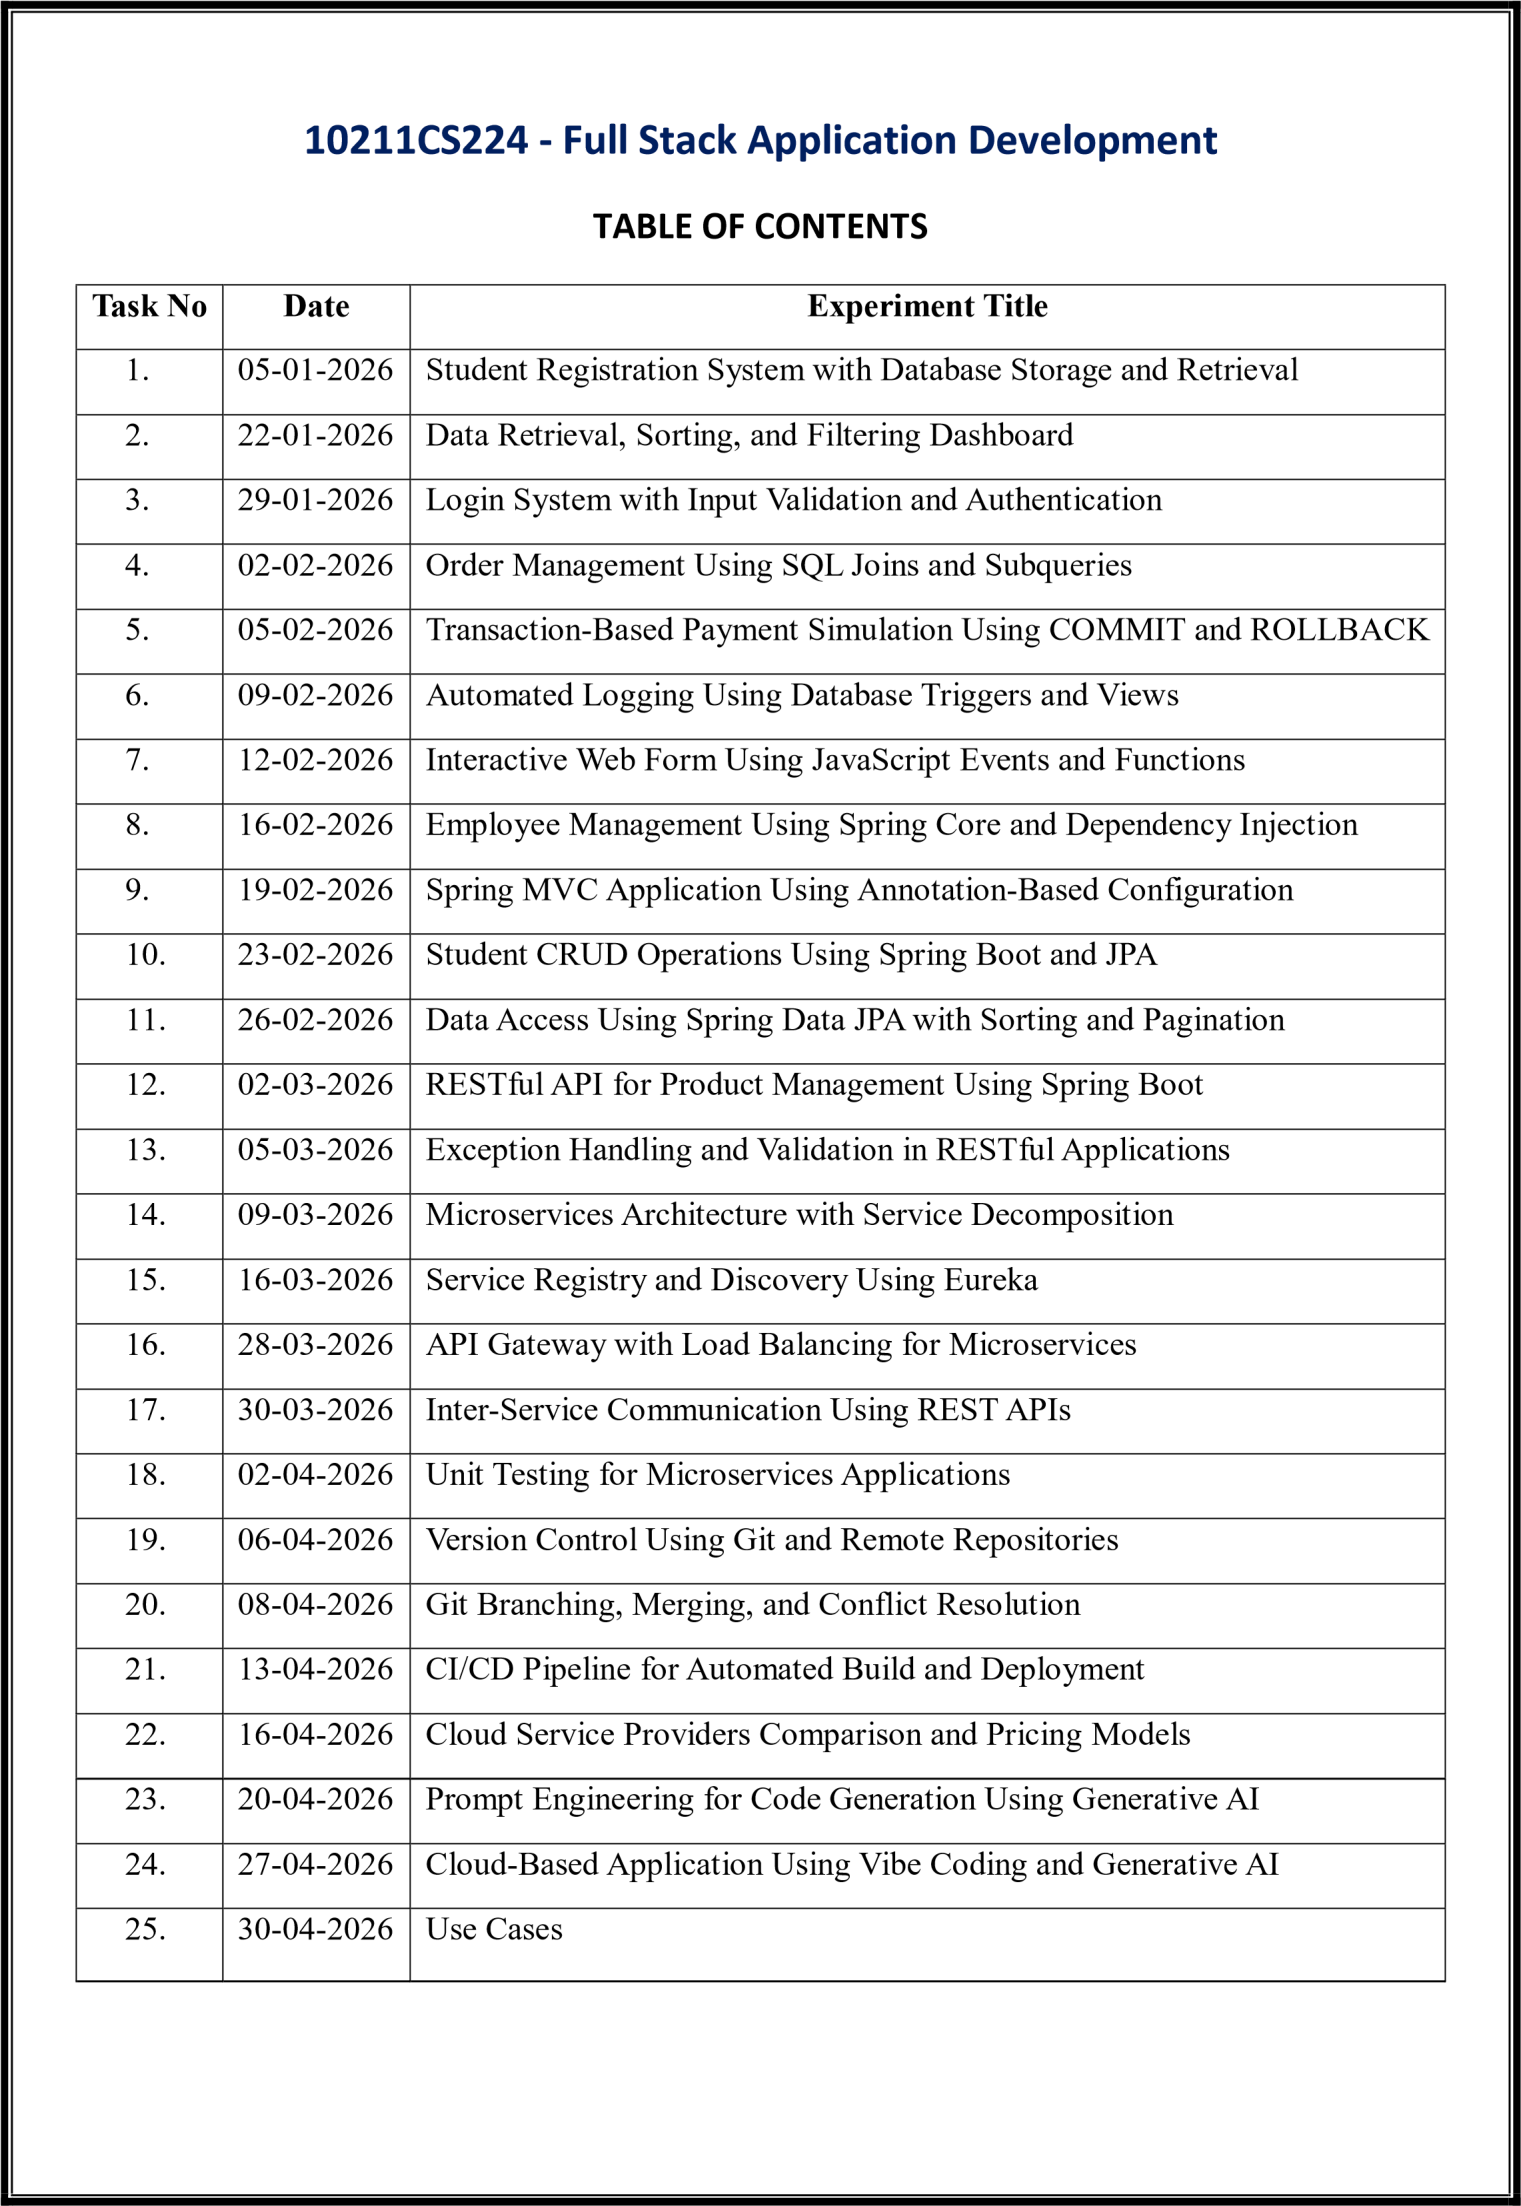 10211CS224 - Full Stack Application Development
TABLE OF CONTENTS
Task No Date Experiment Title
1. 05-01-2026 Student Registration System with Database Storage and Retrieval
2. 22-01-2026 Data Retrieval, Sorting, and Filtering Dashboard
3. 29-01-2026 Login System with Input Validation and Authentication
4. 02-02-2026 Order Management Using SQL Joins and Subqueries
5. 05-02-2026 Transaction-Based Payment Simulation Using COMMIT and ROLLBACK
6. 09-02-2026 Automated Logging Using Database Triggers and Views
7. 12-02-2026 Interactive Web Form Using JavaScript Events and Functions
8. 16-02-2026 Employee Management Using Spring Core and Dependency Injection
9. 19-02-2026 Spring MVC Application Using Annotation-Based Configuration
10. 23-02-2026 Student CRUD Operations Using Spring Boot and JPA
11. 26-02-2026 Data Access Using Spring Data JPA with Sorting and Pagination
12. 02-03-2026 RESTful API for Product Management Using Spring Boot
13. 05-03-2026 Exception Handling and Validation in RESTful Applications
14. 09-03-2026 Microservices Architecture with Service Decomposition
15. 16-03-2026 Service Registry and Discovery Using Eureka
16. 28-03-2026 API Gateway with Load Balancing for Microservices
17. 30-03-2026 Inter-Service Communication Using REST APIs
18. 02-04-2026 Unit Testing for Microservices Applications
19. 06-04-2026 Version Control Using Git and Remote Repositories
20. 08-04-2026 Git Branching, Merging, and Conflict Resolution
21. 13-04-2026 CI/CD Pipeline for Automated Build and Deployment
22. 16-04-2026 Cloud Service Providers Comparison and Pricing Models
23. 20-04-2026 Prompt Engineering for Code Generation Using Generative AI
24. 27-04-2026 Cloud-Based Application Using Vibe Coding and Generative AI
25. 30-04-2026 Use Cases